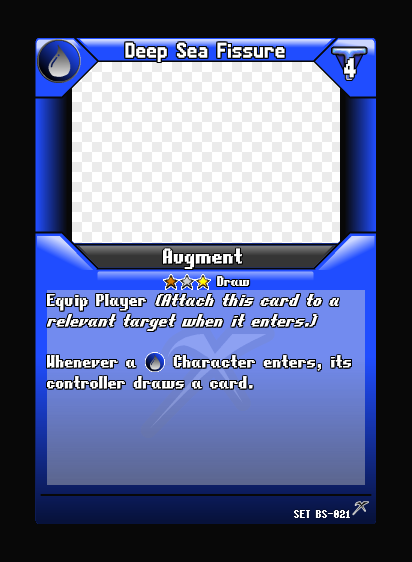 Deep Sea Fissure
4
Augment
Draw
Equip Player (Attach this card to a
relevant target when it enters.)
Whenever a Character enters, its
controller draws a card.
SET BS-021